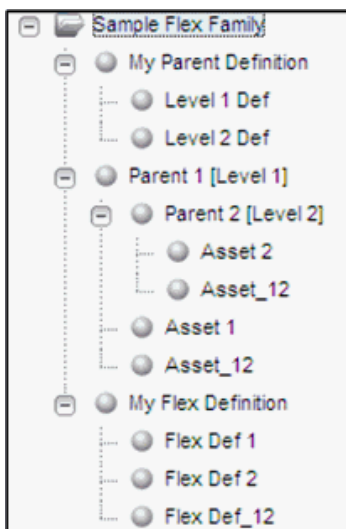 Sample Flex Family
My Parent Definition
Level 1 Def
Level 2 Def
Parent 1 [Level 1]
Parent 2 [Level 2]
Asset 2
Asset_12
Asset 1
Asset_12
My Flex Definition
Flex Def 1
Flex Def 2
Flex Def_12